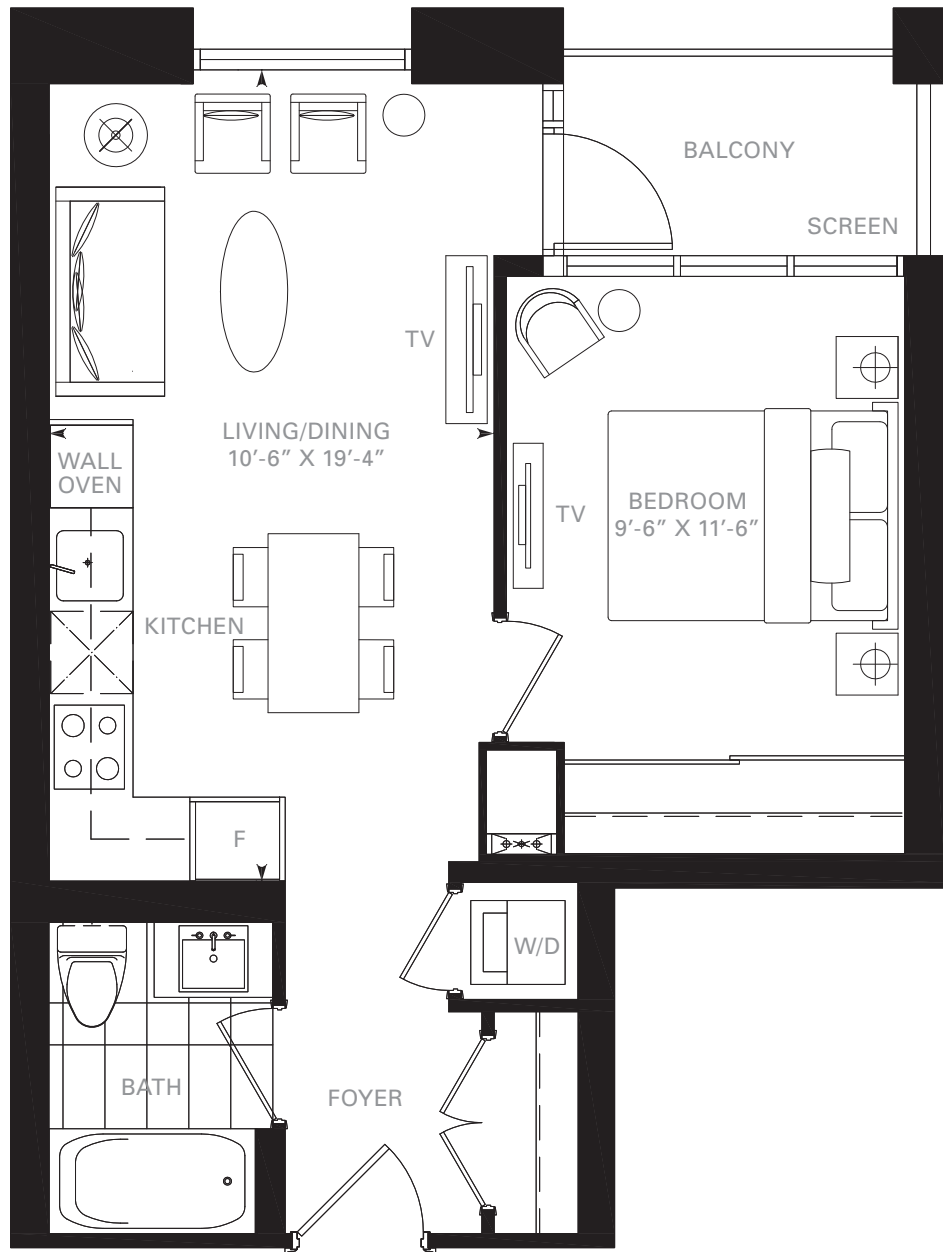 BALCONY
SCREEN
TV
LIVING/DINING
10′-6″ X 19′-4″
WALL
OVEN
BEDROOM
9′-6″ X 11′-6″
TV
KITCHEN
F
W/D
BATH
FOYER